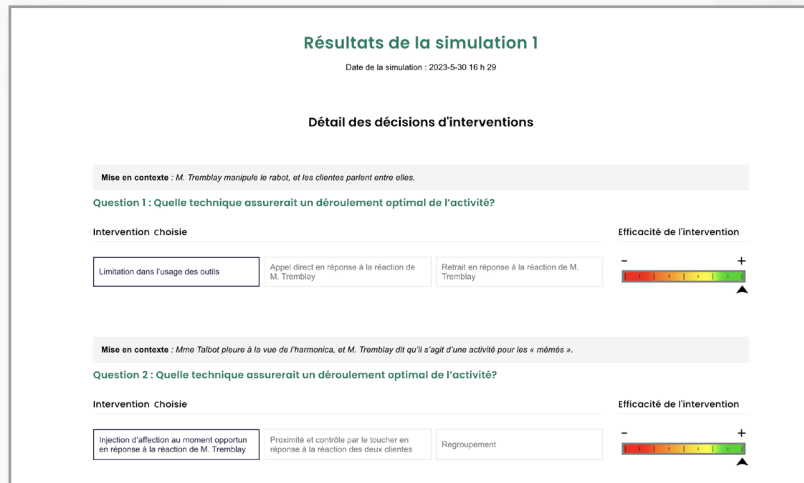 Résultats de la simulation 1
Date de la simulation : 2023-5-30 16 h 29
Détail des décisions d'interventions
Mise en contexte : M. Tremblay manipule le rabot, et les clientes parlent entre elles.
Question 1 : Quelle technique assurerait un déroulement optimal de l'activité?
Intervention choisie
Efficacité de l'intervention
Limitation dans l'usage des outils
Appel direct en réponse à la réaction de
M. Tremblay
Retrait en réponse à la réaction de M.
Tremblay
- +
Mise en contexte : Mme Talbot pleure à la vue de l'harmonica, et M. Tremblay dit qu'il s'agit d'une activité pour les « mémés ».
Question 2 : Quelle technique assurerait un déroulement optimal de l'activité?
Intervention choisie
Efficacité de l'intervention
Injection d'affection au moment opportun
en réponse à la réaction de M. Tremblay
Proximité et contrôle par le toucher en
réponse à la réaction des deux clientes
Regroupement
- +